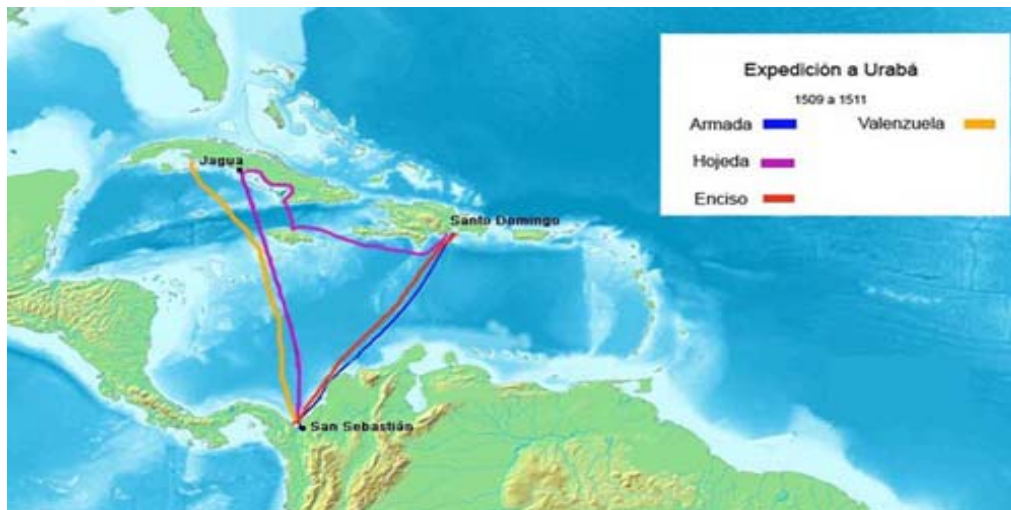 Expedición a Urabá
1509 a 1511
Armada Valenzuela
Hojeda
Enciso
Jagua
Santo Domingo
San Sebastián